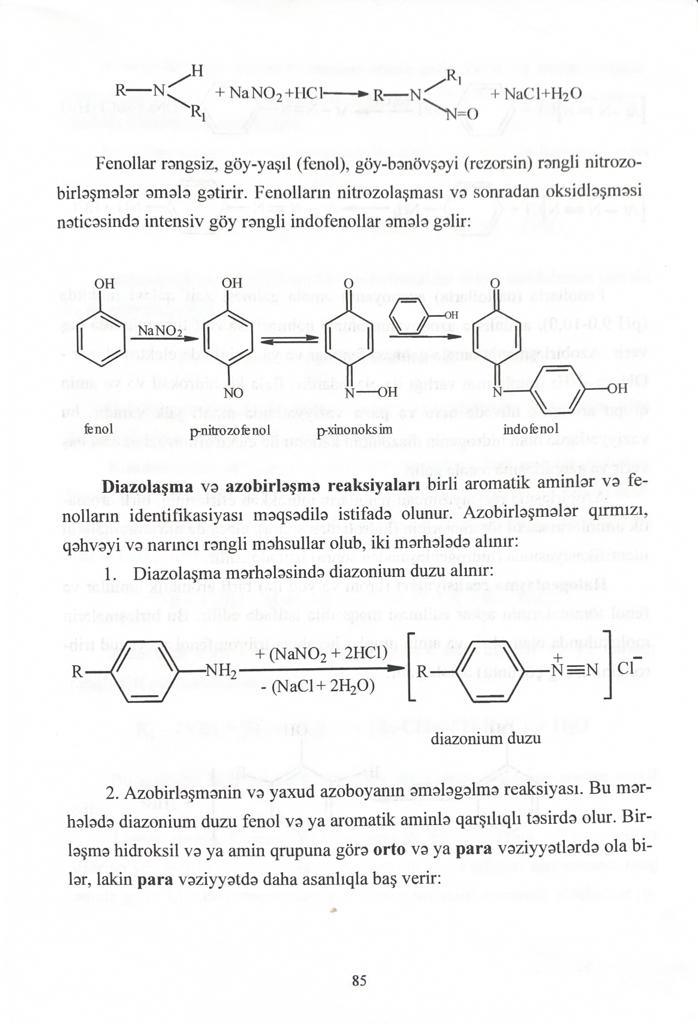 H
R—N + NaNO2+HCl → R—N R1 + NaCl+H2O
R1 N=O
Fenollar rəngsiz, göy-yaşıl (fenol), göy-bənövşəyi (rezorsin) rəngli nitrozo-
birləşmələr əmələ gətirir. Fenolların nitrozolaşması və sonradan oksidləşməsi
nəticəsində intensiv göy rəngli indofenollar əmələ gəlir:
OH OH O O
OH
NaNO2
NO N—OH N OH
fenol p-nitrozofenol p-xinonoksim indofenol
Diazolaşma və azobirləşmə reaksiyaları birli aromatik aminlər və fe-
nolların identifikasiyası məqsədilə istifadə olunur. Azobirləşmələr qırmızı,
qəhvəyi və narıncı rəngli məhsullar olub, iki mərhələdə alınır:
1. Diazolaşma mərhələsində diazonium duzu alınır:
+ (NaNO2 + 2HCl)
R— —NH2 → [R— —N+≡N] Cl−
- (NaCl + 2H2O)
diazonium duzu
2. Azobirləşmənin və yaxud azoboyanın əmələgəlmə reaksiyası. Bu mər-
hələdə diazonium duzu fenol və ya aromatik aminlə qarşılıqlı təsirdə olur. Bir-
ləşmə hidroksil və ya amin qrupuna görə orto və ya para vəziyyətlərdə ola bi-
lər, lakin para vəziyyətdə daha asanlıqla baş verir:
85